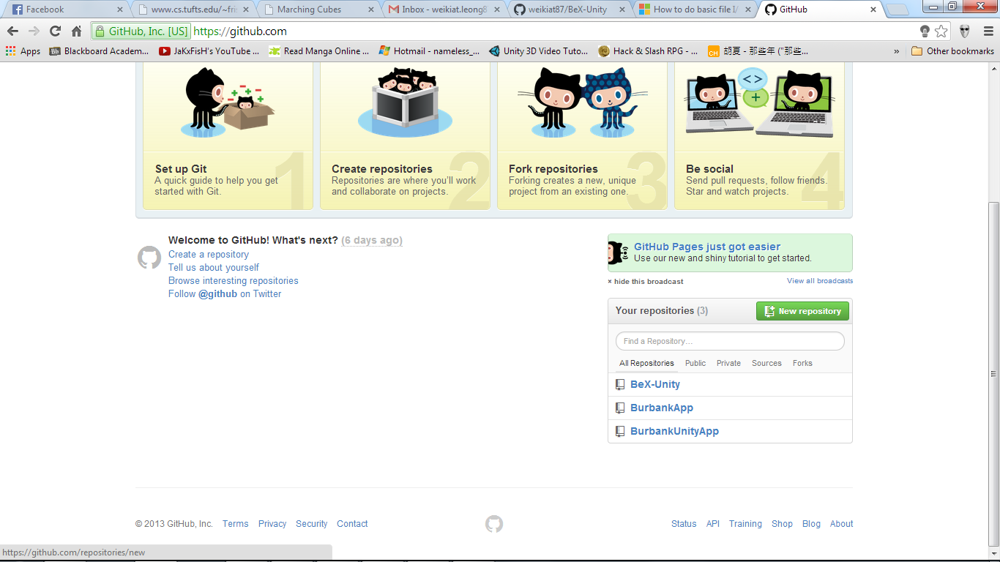 Facebook
www.cs.tufts.edu/~fri
Marching Cubes
Inbox - weikiat.leong8
weikiat87/BeX-Unity
How to do basic file I/
GitHub
GitHub, Inc. [US] https://github.com
Apps
Bb Blackboard Academ...
JaKxFiSH's YouTube ...
Read Manga Online ...
Hotmail - nameless_...
Unity 3D Video Tuto...
Hack & Slash RPG - ...
CH 胡夏 - 那些年 ("那些...
»
Other bookmarks
1
Set up Git
A quick guide to help you get
started with Git.
2
Create repositories
Repositories are where you'll work
and collaborate on projects.
3
Fork repositories
Forking creates a new, unique
project from an existing one.
<>
4
Be social
Send pull requests, follow friends.
Star and watch projects.
Welcome to GitHub! What's next? (6 days ago)
Create a repository
Tell us about yourself
Browse interesting repositories
Follow @github on Twitter
GitHub Pages just got easier
Use our new and shiny tutorial to get started.
× hide this broadcast
View all broadcasts
Your repositories (3)
New repository
Find a Repository…
All Repositories Public Private Sources Forks
BeX-Unity
BurbankApp
BurbankUnityApp
© 2013 GitHub, Inc. Terms Privacy Security Contact
Status API Training Shop Blog About
https://github.com/repositories/new